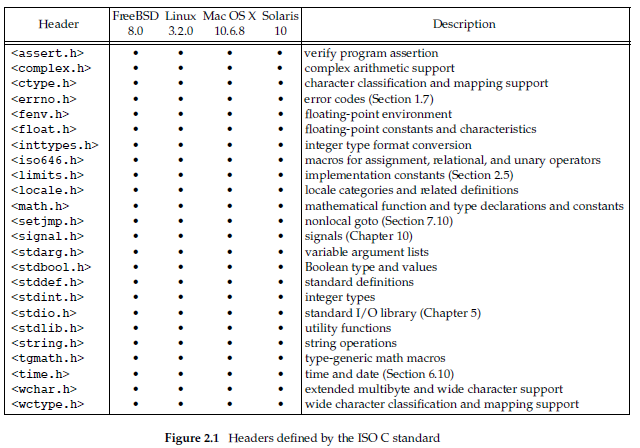 Header FreeBSD 8.0 Linux 3.2.0 Mac OS X 10.6.8 Solaris 10 Description
<assert.h> • • • • verify program assertion
<complex.h> • • • • complex arithmetic support
<ctype.h> • • • • character classification and mapping support
<errno.h> • • • • error codes (Section 1.7)
<fenv.h> • • • • floating-point environment
<float.h> • • • • floating-point constants and characteristics
<inttypes.h> • • • • integer type format conversion
<iso646.h> • • • • macros for assignment, relational, and unary operators
<limits.h> • • • • implementation constants (Section 2.5)
<locale.h> • • • • locale categories and related definitions
<math.h> • • • • mathematical function and type declarations and constants
<setjmp.h> • • • • nonlocal goto (Section 7.10)
<signal.h> • • • • signals (Chapter 10)
<stdarg.h> • • • • variable argument lists
<stdbool.h> • • • • Boolean type and values
<stddef.h> • • • • standard definitions
<stdint.h> • • • • integer types
<stdio.h> • • • • standard I/O library (Chapter 5)
<stdlib.h> • • • • utility functions
<string.h> • • • • string operations
<tgmath.h> • • • • type-generic math macros
<time.h> • • • • time and date (Section 6.10)
<wchar.h> • • • • extended multibyte and wide character support
<wctype.h> • • • • wide character classification and mapping support
Figure 2.1 Headers defined by the ISO C standard